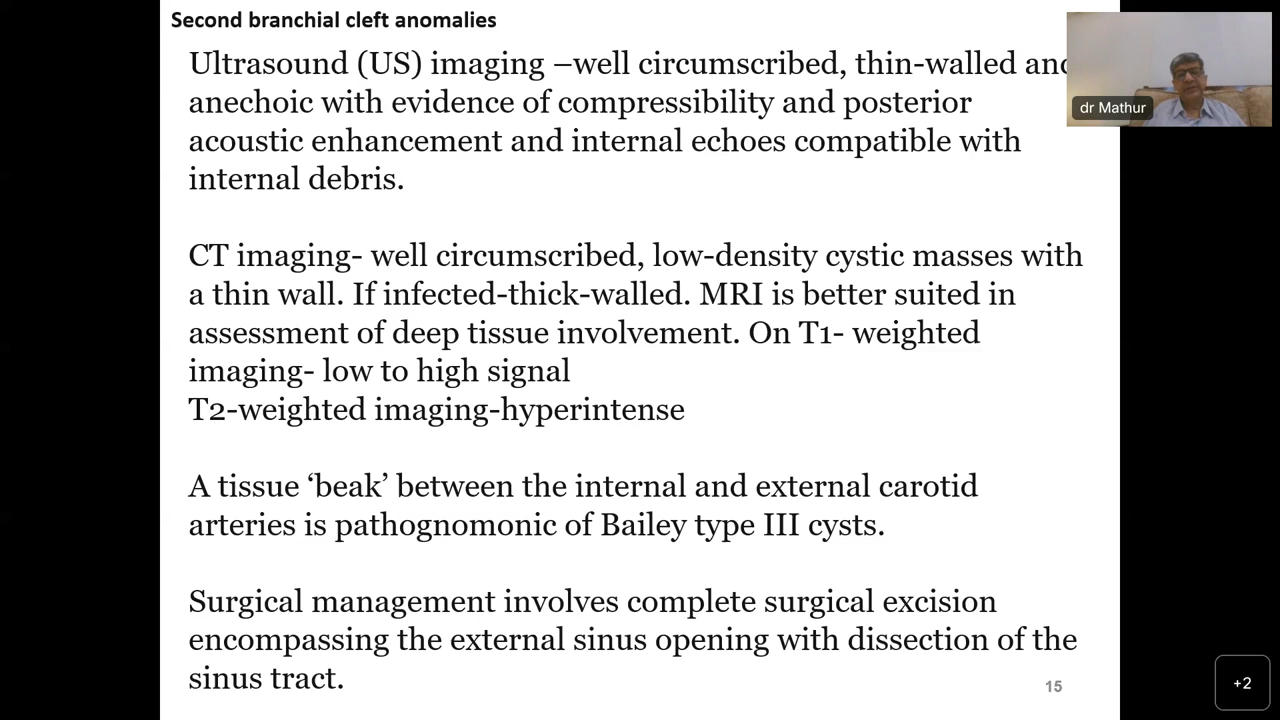 Second branchial cleft anomalies
Ultrasound (US) imaging –well circumscribed, thin-walled and
anechoic with evidence of compressibility and posterior
acoustic enhancement and internal echoes compatible with
internal debris.
CT imaging- well circumscribed, low-density cystic masses with
a thin wall. If infected-thick-walled. MRI is better suited in
assessment of deep tissue involvement. On T1- weighted
imaging- low to high signal
T2-weighted imaging-hyperintense
A tissue ‘beak’ between the internal and external carotid
arteries is pathognomonic of Bailey type III cysts.
Surgical management involves complete surgical excision
encompassing the external sinus opening with dissection of the
sinus tract.
15
dr Mathur
+2